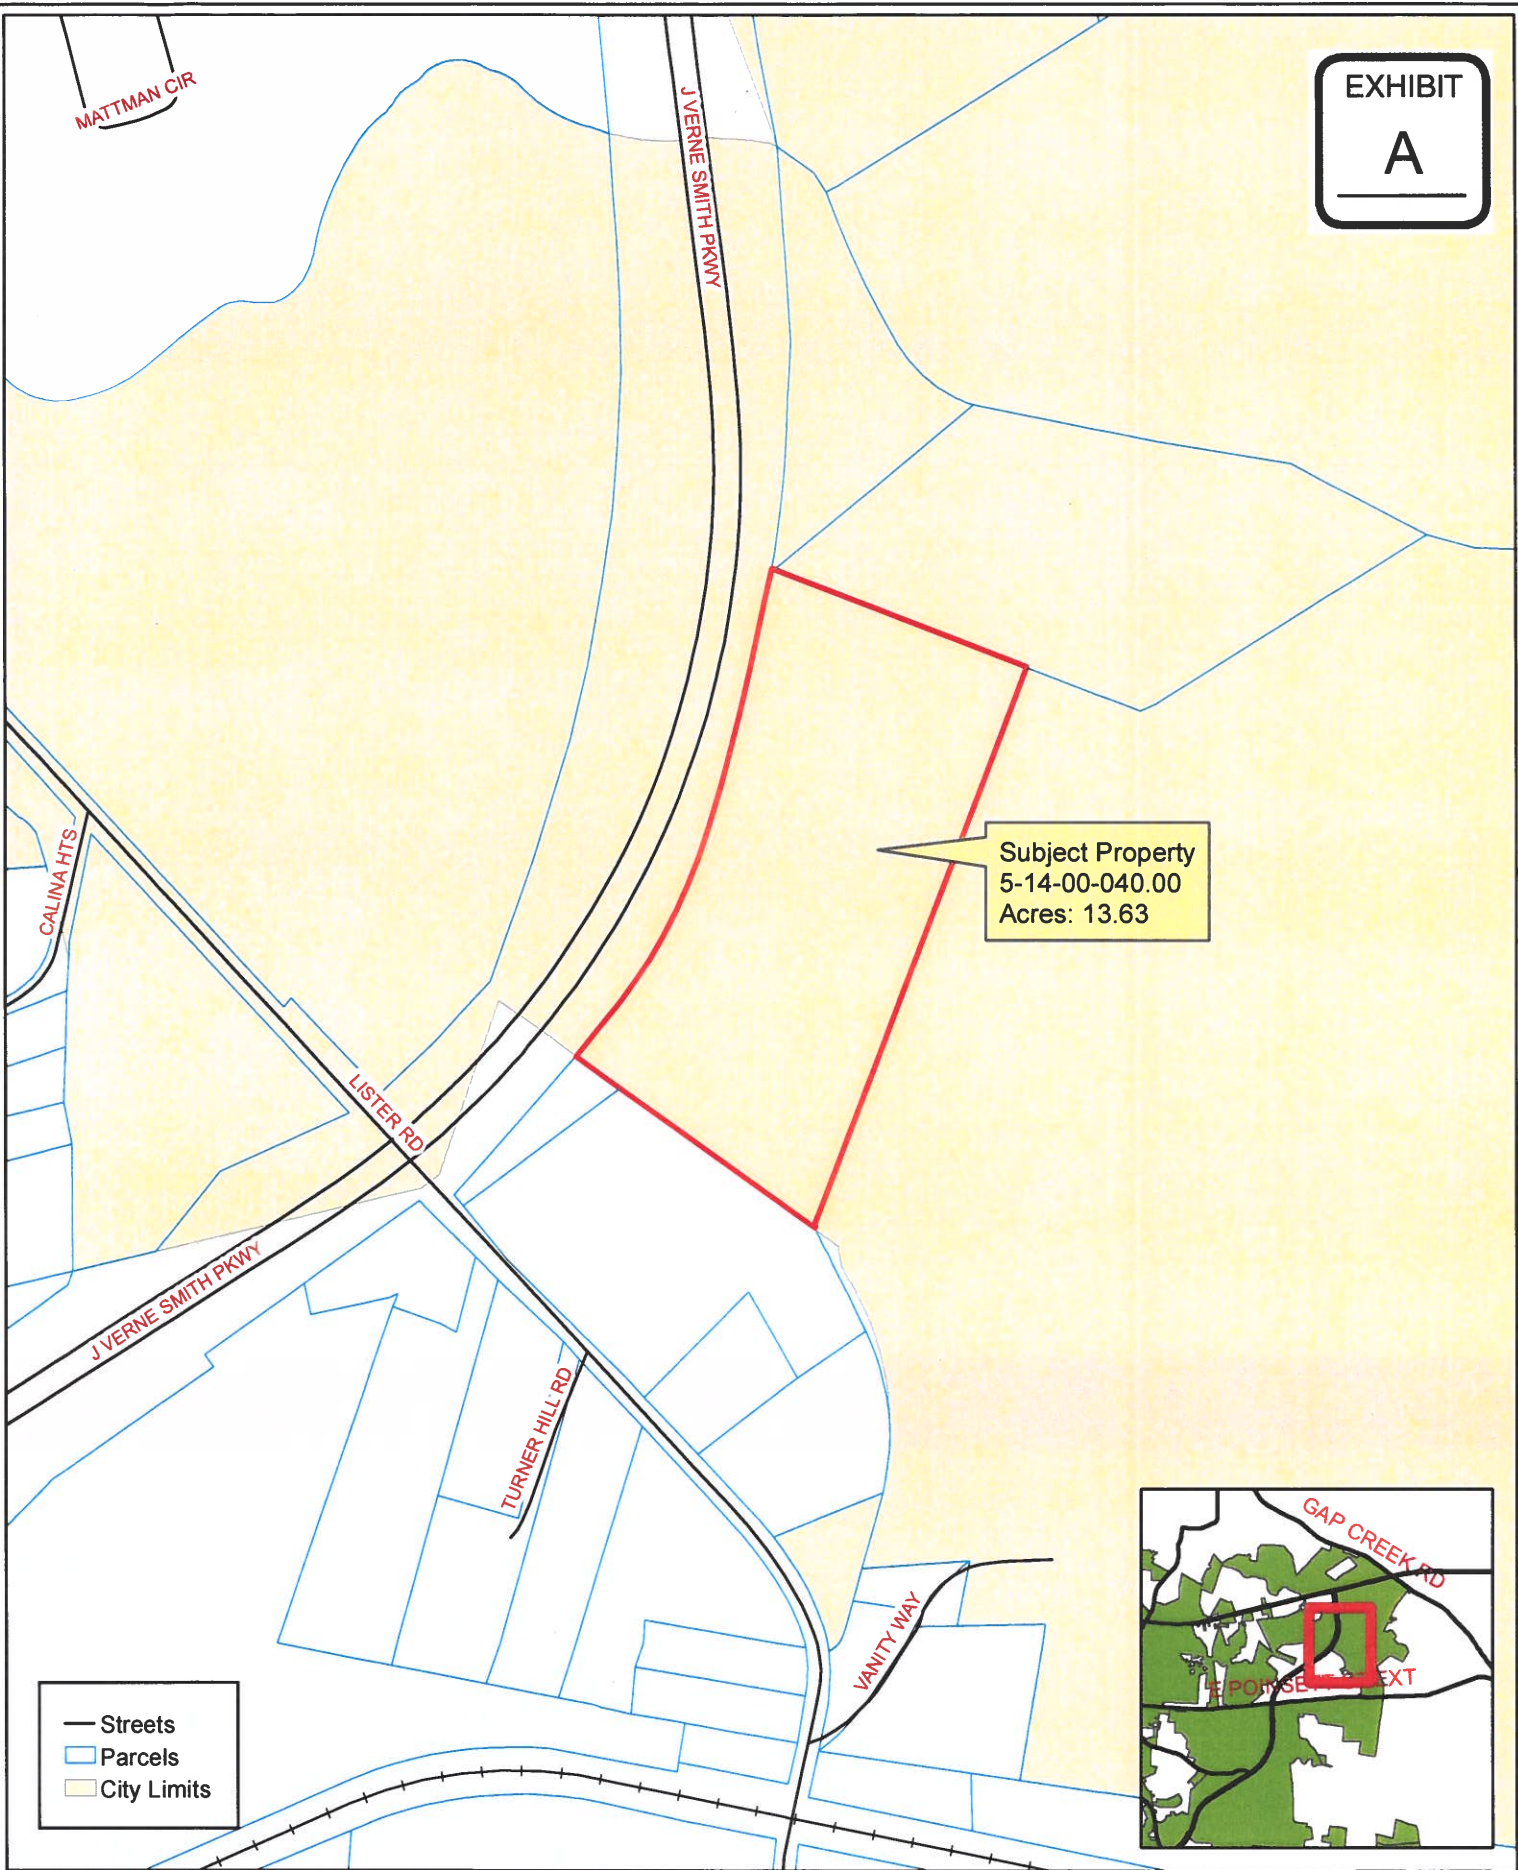 MATTMAN CIR
J VERNE SMITH PKWY
EXHIBIT
A
Subject Property
5-14-00-040.00
Acres: 13.63
CALINA HTS
LISTER RD
J VERNE SMITH PKWY
TURNER HILL RD
VANITY WAY
GAP CREEK RD
EXT
Streets
Parcels
City Limits